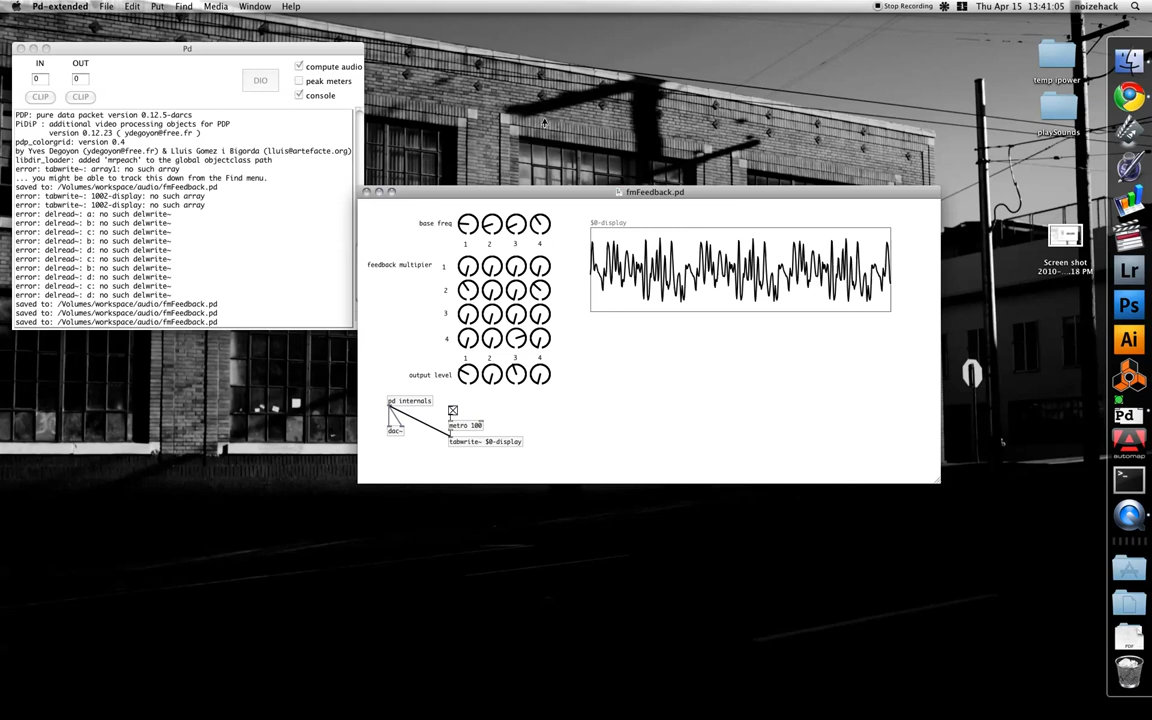 Pd-extended File Edit Put Find Media Window Help
Stop Recording Thu Apr 15 13:41:05 noizehack
Pd
IN OUT
0 0
CLIP CLIP
DIO
compute audio
peak meters
console
PDP: pure data packet version 0.12.5-darcs
PiDiP : additional video processing objects for PDP
version 0.12.23 ( ydegoyon@free.fr )
pdp_colorgrid: version 0.4
by Yves Degoyon (ydegoyon@free.fr) & Lluis Gomez i Bigorda (lluis@artefacte.org)
libdir_loader: added 'mrpeach' to the global objectclass path
error: tabwrite~: array1: no such array
... you might be able to track this down from the Find menu.
saved to: /Volumes/workspace/audio/fmFeedback.pd
error: tabwrite~: 1002-display: no such array
error: tabwrite~: 1002-display: no such array
error: delread~: a: no such delwrite~
error: delread~: b: no such delwrite~
error: delread~: c: no such delwrite~
error: delread~: b: no such delwrite~
error: delread~: d: no such delwrite~
error: delread~: c: no such delwrite~
error: delread~: b: no such delwrite~
error: delread~: d: no such delwrite~
error: delread~: c: no such delwrite~
error: delread~: d: no such delwrite~
saved to: /Volumes/workspace/audio/fmFeedback.pd
saved to: /Volumes/workspace/audio/fmFeedback.pd
saved to: /Volumes/workspace/audio/fmFeedback.pd
fmFeedback.pd
base freq
1 2 3 4
feedback multipier 1
2
3
4
1 2 3 4
output level
pd internals
dac~
metro 100
tabwrite~ $0-display
$0-display
temp ipower
playSounds
Screen shot
2010-....18 PM
Lr
Ps
Ai
Pd
automap
PDF